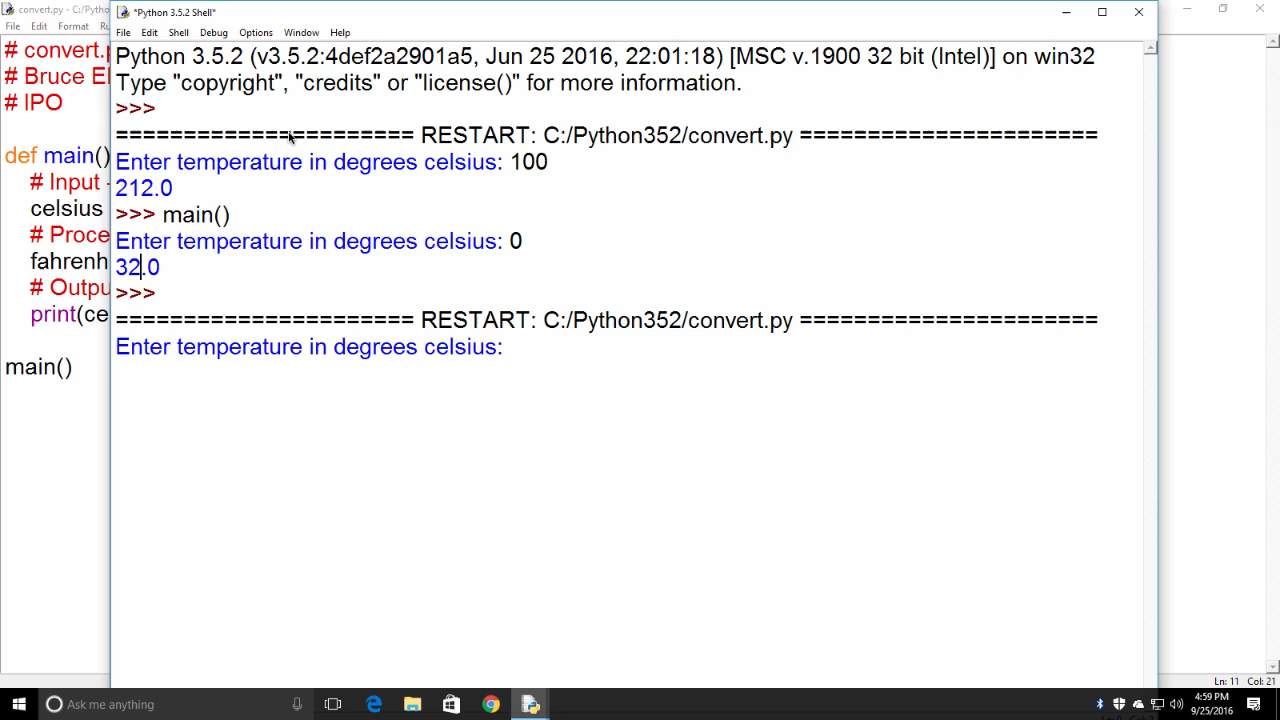 convert.py - C:/Pytho
File Edit Format Ru
# convert.p
# Bruce El
# IPO
def main()
# Input -
celsius
# Proce
fahrenh
# Outpu
print(ce
main()
*Python 3.5.2 Shell*
File Edit Shell Debug Options Window Help
Python 3.5.2 (v3.5.2:4def2a2901a5, Jun 25 2016, 22:01:18) [MSC v.1900 32 bit (Intel)] on win32
Type "copyright", "credits" or "license()" for more information.
>>>
====================== RESTART: C:/Python352/convert.py ======================
Enter temperature in degrees celsius: 100
212.0
>>> main()
Enter temperature in degrees celsius: 0
32.0
>>>
====================== RESTART: C:/Python352/convert.py ======================
Enter temperature in degrees celsius:
Ln: 11 Col: 21
Ask me anything
4:59 PM
9/25/2016